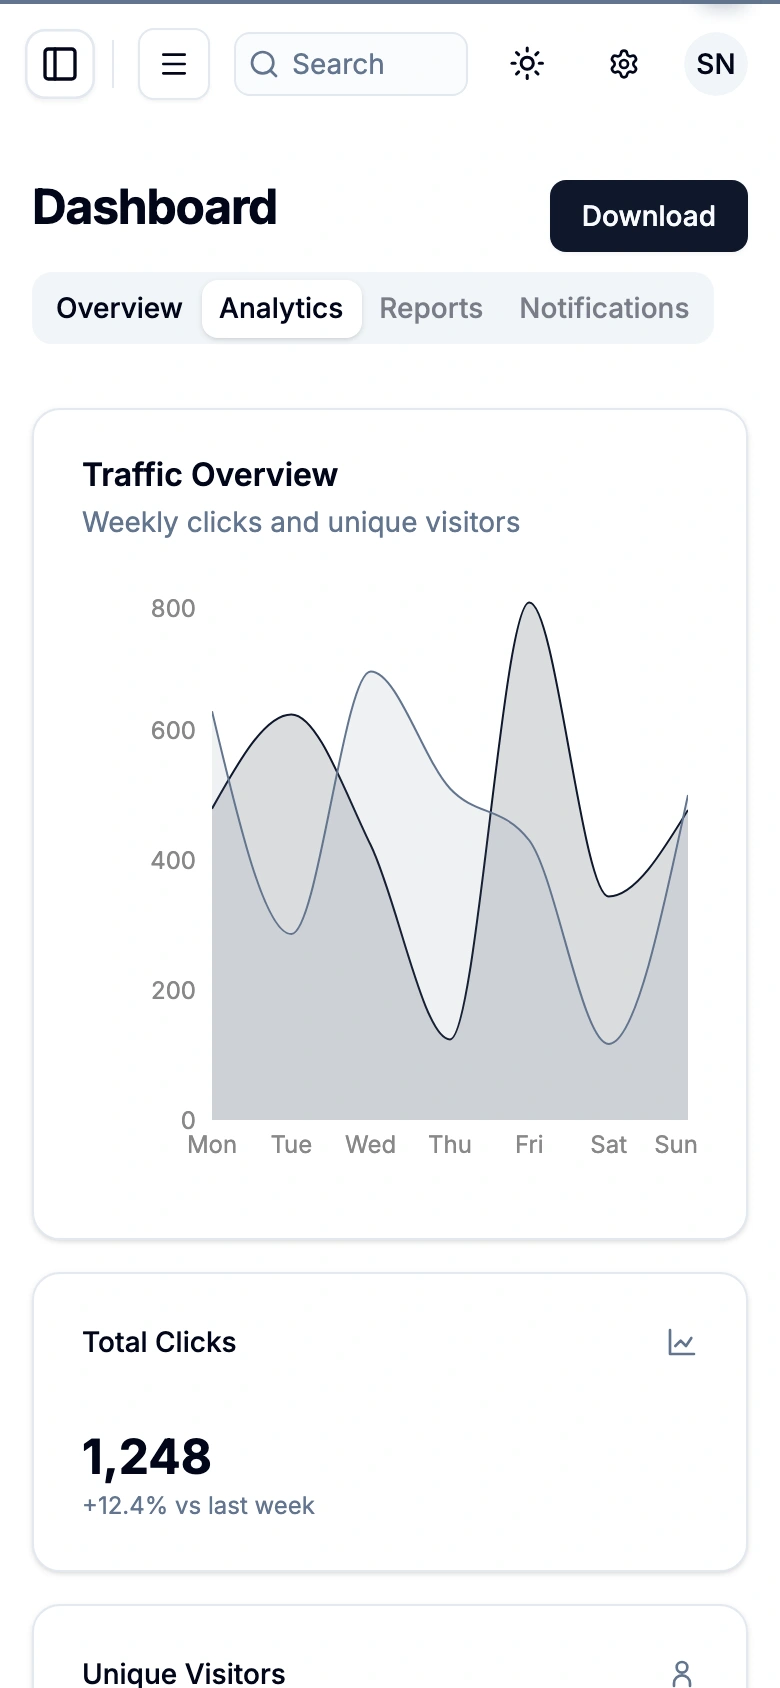 Search
SN
Dashboard
Download
Overview Analytics Reports Notifications
Traffic Overview
Weekly clicks and unique visitors
800
600
400
200
0
Mon Tue Wed Thu Fri Sat Sun
Total Clicks
1,248
+12.4% vs last week
Unique Visitors